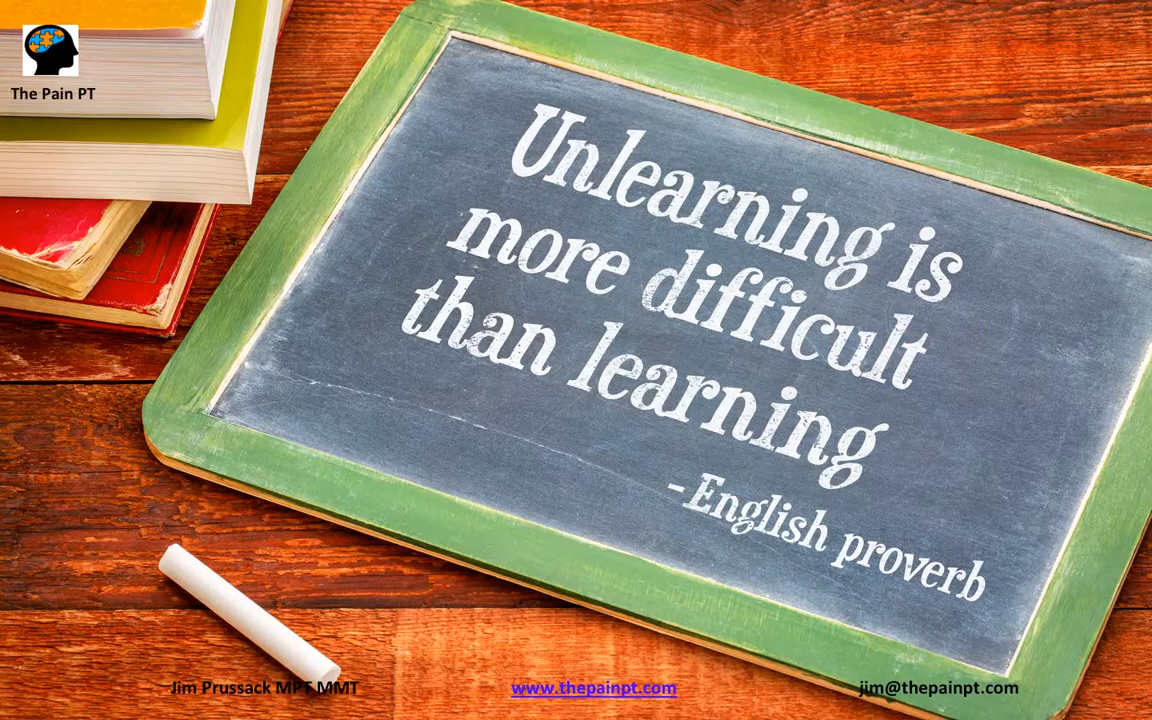 The Pain PT
Unlearning is
more difficult
than learning
-English proverb
Jim Prussack MPT MMT
www.thepainpt.com
jim@thepainpt.com